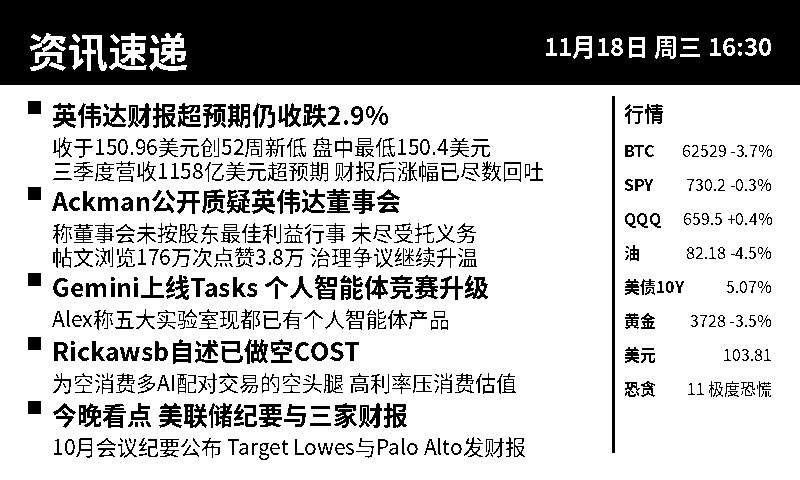 资讯速递
11月18日 周三 16:30
英伟达财报超预期仍收跌2.9%
收于150.96美元创52周新低 盘中最低150.4美元
三季度营收1158亿美元超预期 财报后涨幅已尽数回吐
Ackman公开质疑英伟达董事会
称董事会未按股东最佳利益行事 未尽受托义务
帖文浏览176万次点赞3.8万 治理争议继续升温
Gemini上线Tasks 个人智能体竞赛升级
Alex称五大实验室现都已有个人智能体产品
Rickawsb自述已做空COST
为空消费多AI配对交易的空头腿 高利率压消费估值
今晚看点 美联储纪要与三家财报
10月会议纪要公布 Target Lowes与Palo Alto发财报
行情
BTC 62529 -3.7%
SPY 730.2 -0.3%
QQQ 659.5 +0.4%
油 82.18 -4.5%
美债10Y 5.07%
黄金 3728 -3.5%
美元 103.81
恐贪 11 极度恐慌